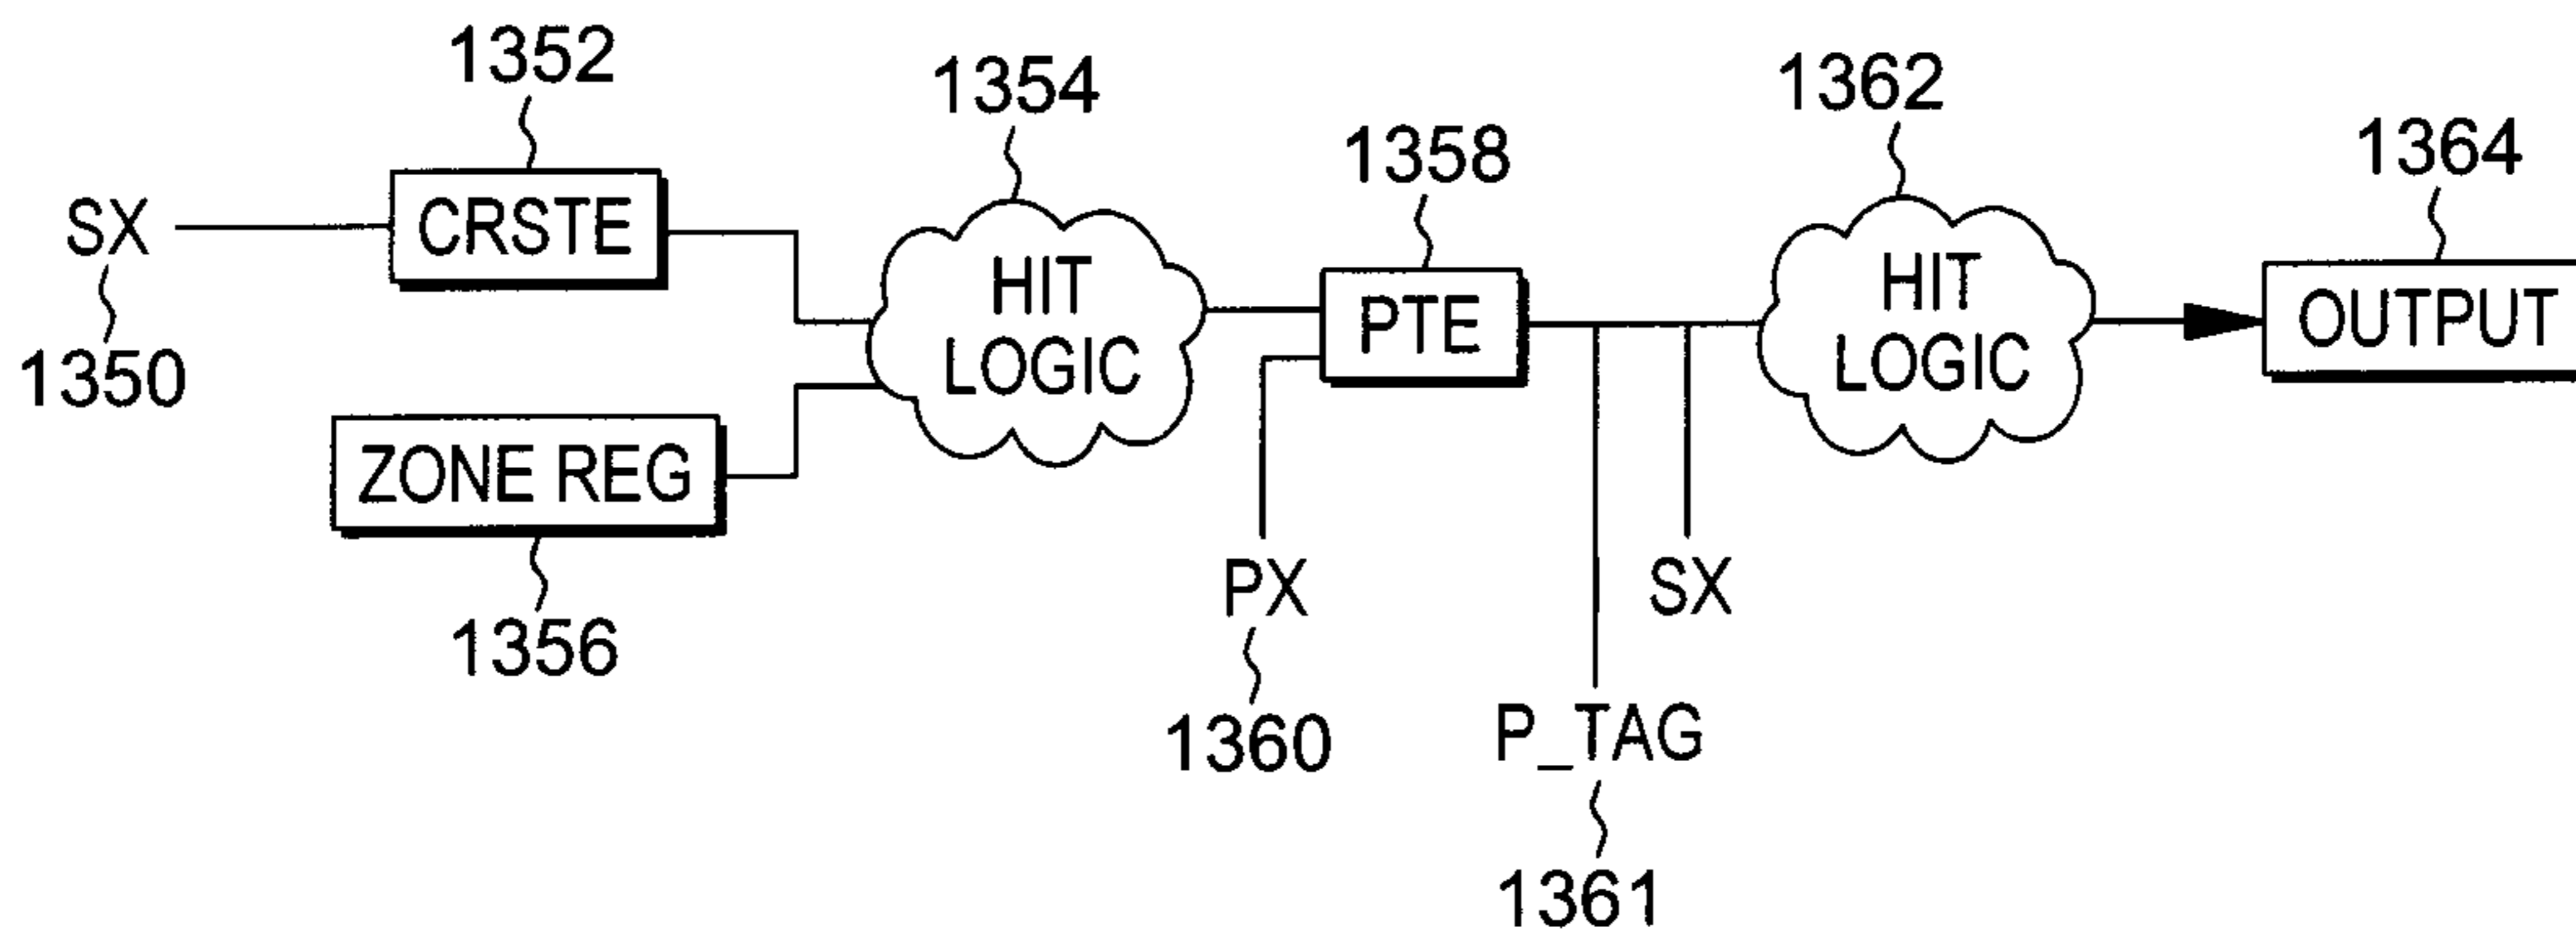 1352
1354
1362
1358
1364
SX
CRSTE
HIT
LOGIC
PTE
HIT
LOGIC
OUTPUT
1350
ZONE REG
PX
SX
1356
1360
P_TAG
1361